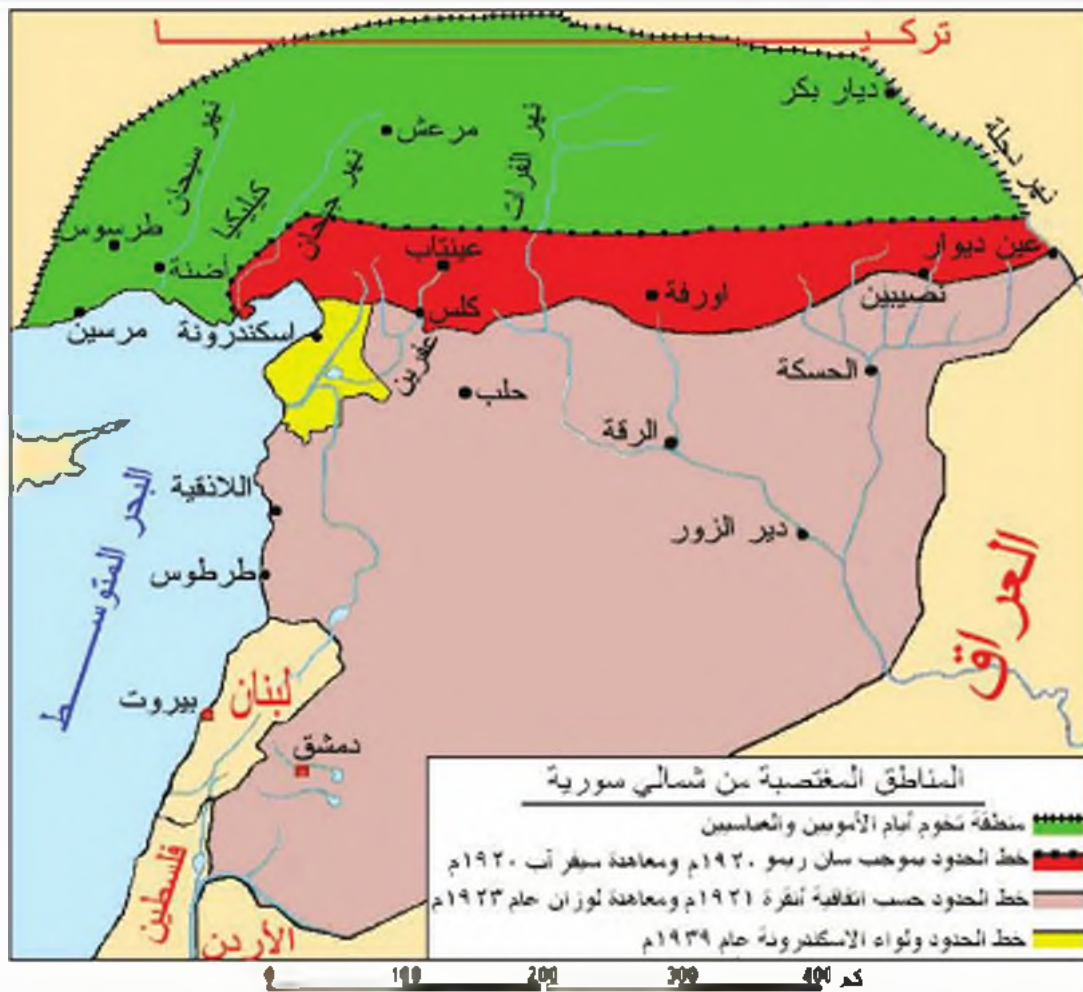 تركيا
ديار بكر
نهر دجلة
مرعش
نهر الفرات
نهر سيحان
كيليكيا
نهر جيحان
طرسوس
أضنة
مرسين
عينتاب
عين ديوار
نصيبين
اورفة
كلس
اسكندرونة
عفرين
حلب
الحسكة
الرقة
اللاذقية
دير الزور
طرطوس
البحر المتوسط
العراق
لبنان
بيروت
دمشق
فلسطين
الأردن
المناطق المغتصبة من شمالي سورية
منطقة تخوم أيام الأمويين والعباسيين
خط الحدود بموجب سان ريمو ١٩٢٠م ومعاهدة سيفر آب ١٩٢٠م
خط الحدود حسب اتفاقية أنقرة ١٩٢١م ومعاهدة لوزان عام ١٩٢٣م
خط الحدود ولواء الاسكندرونة عام ١٩٣٩م
0 100 200 300 400 كم